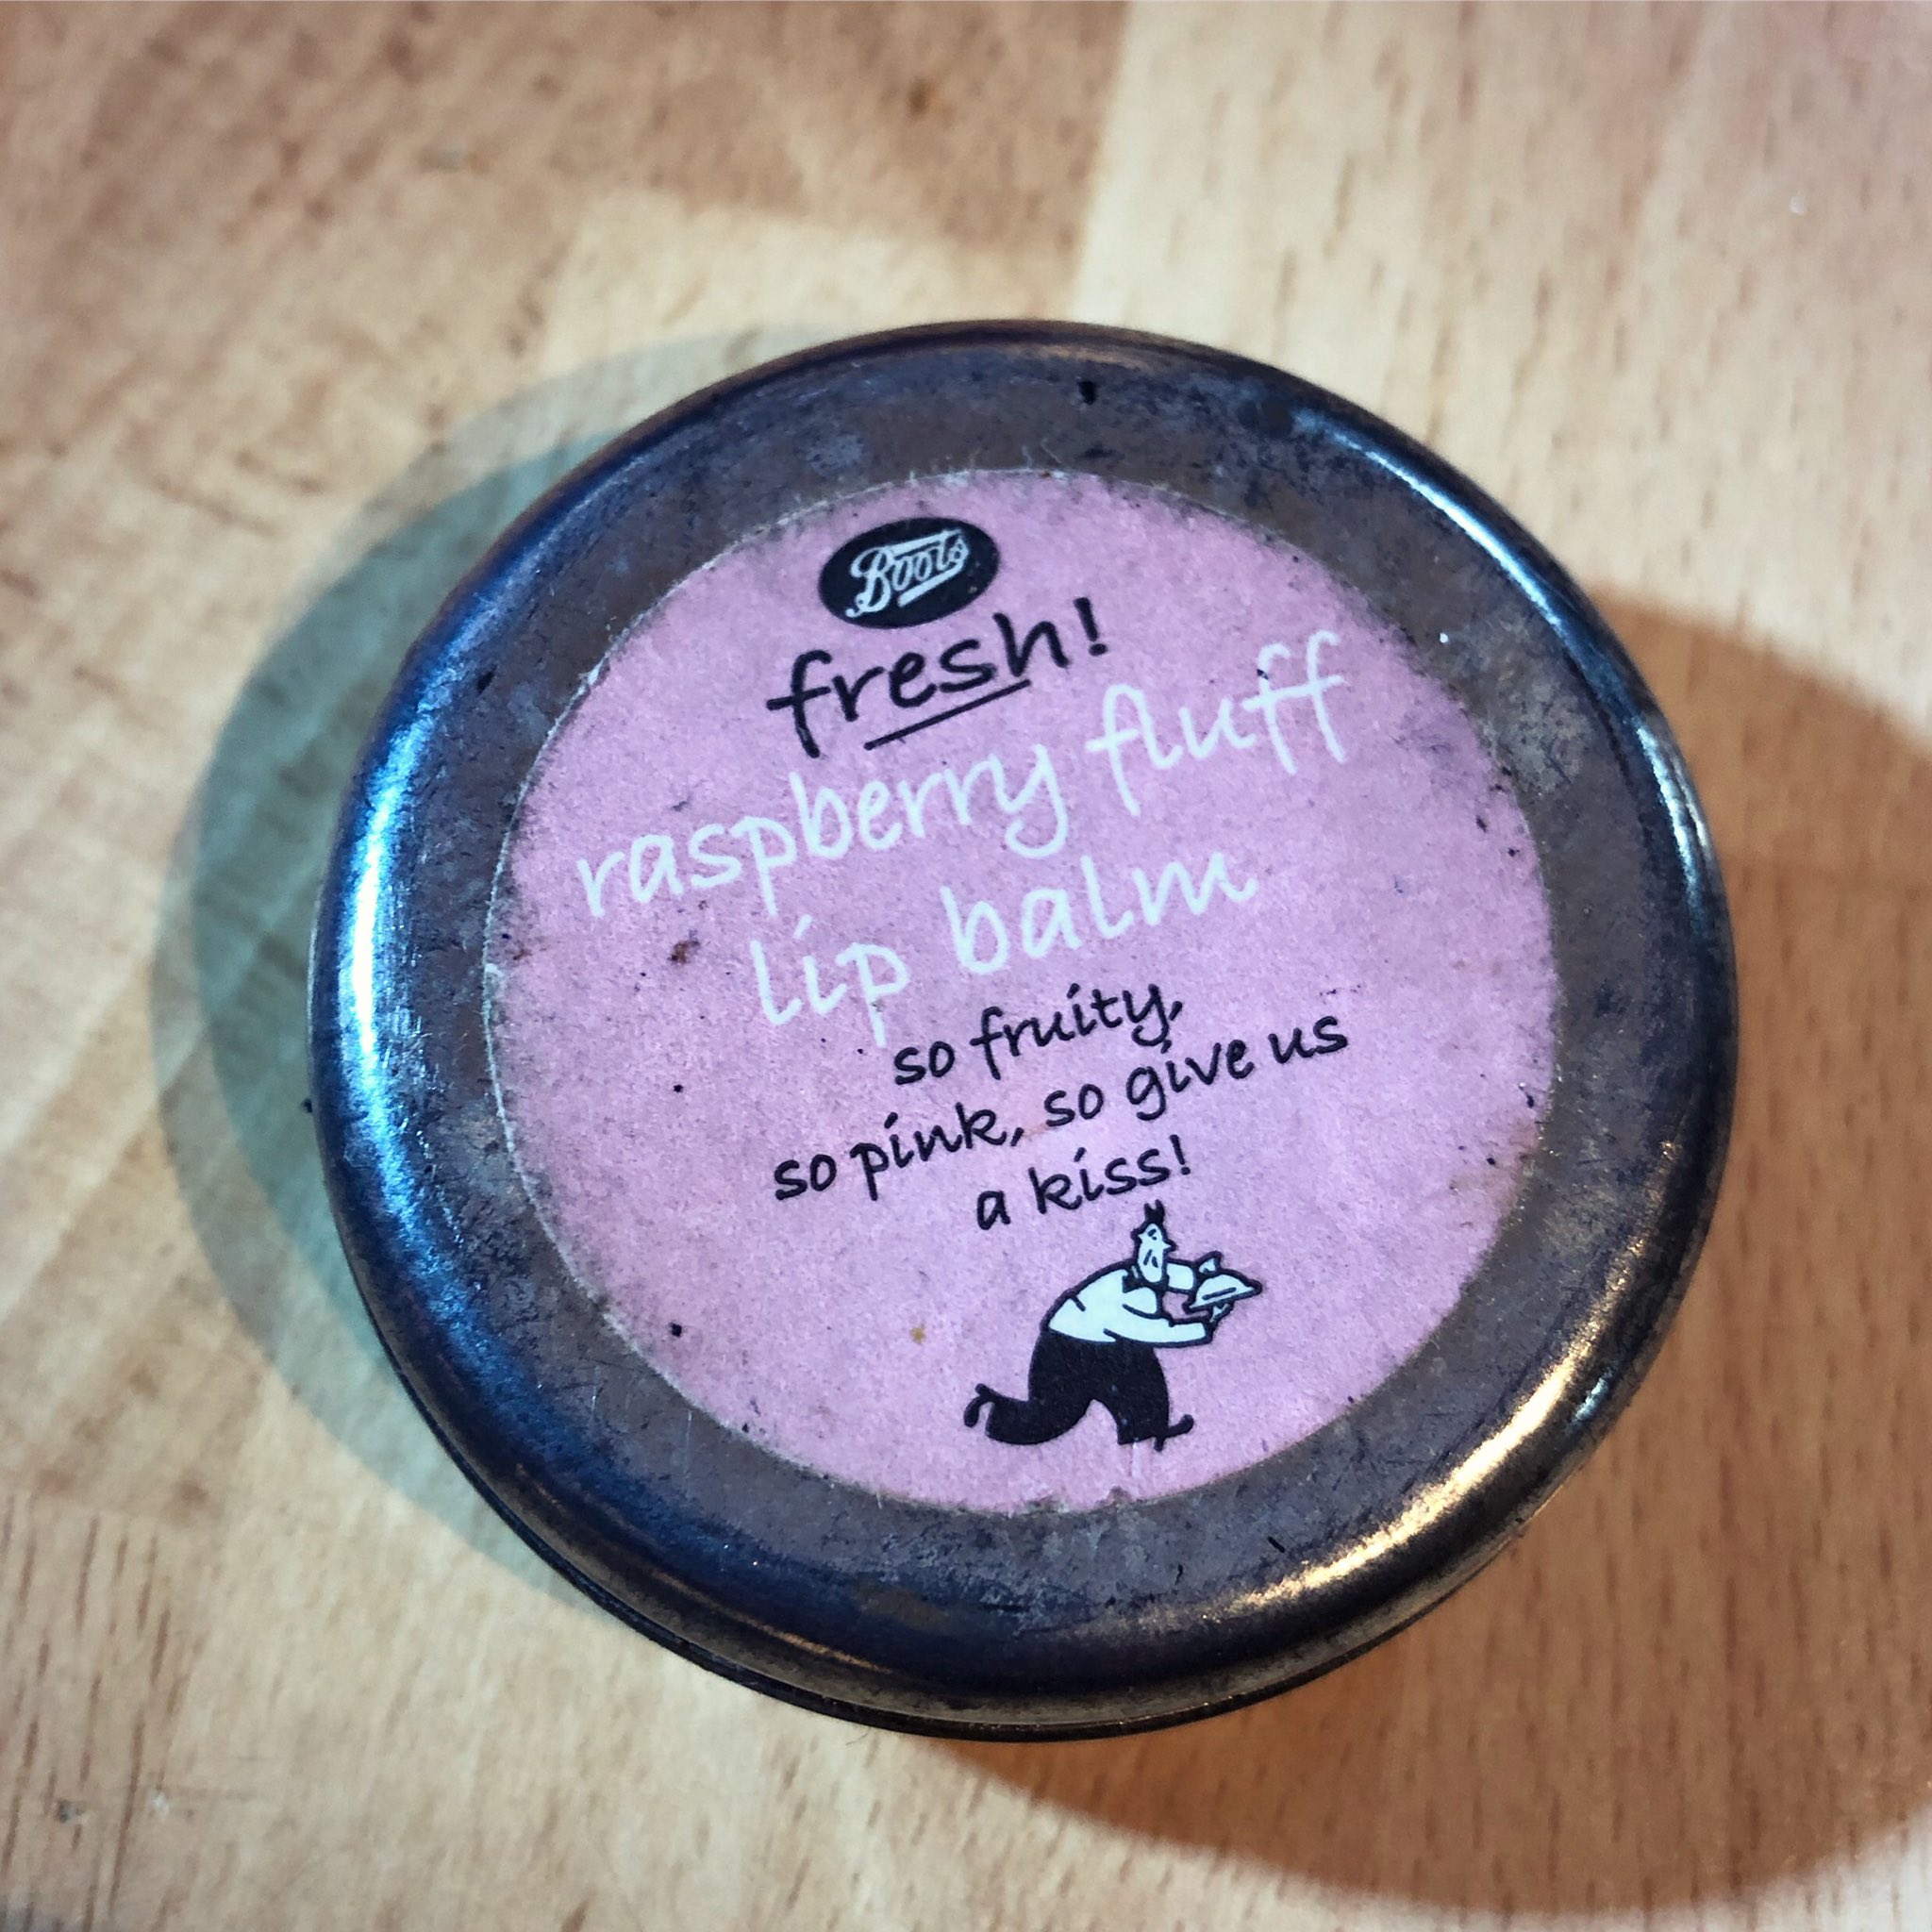 Boots
fresh!
raspberry fluff
lip balm
so fruity,
so pink, so give us
a kiss!